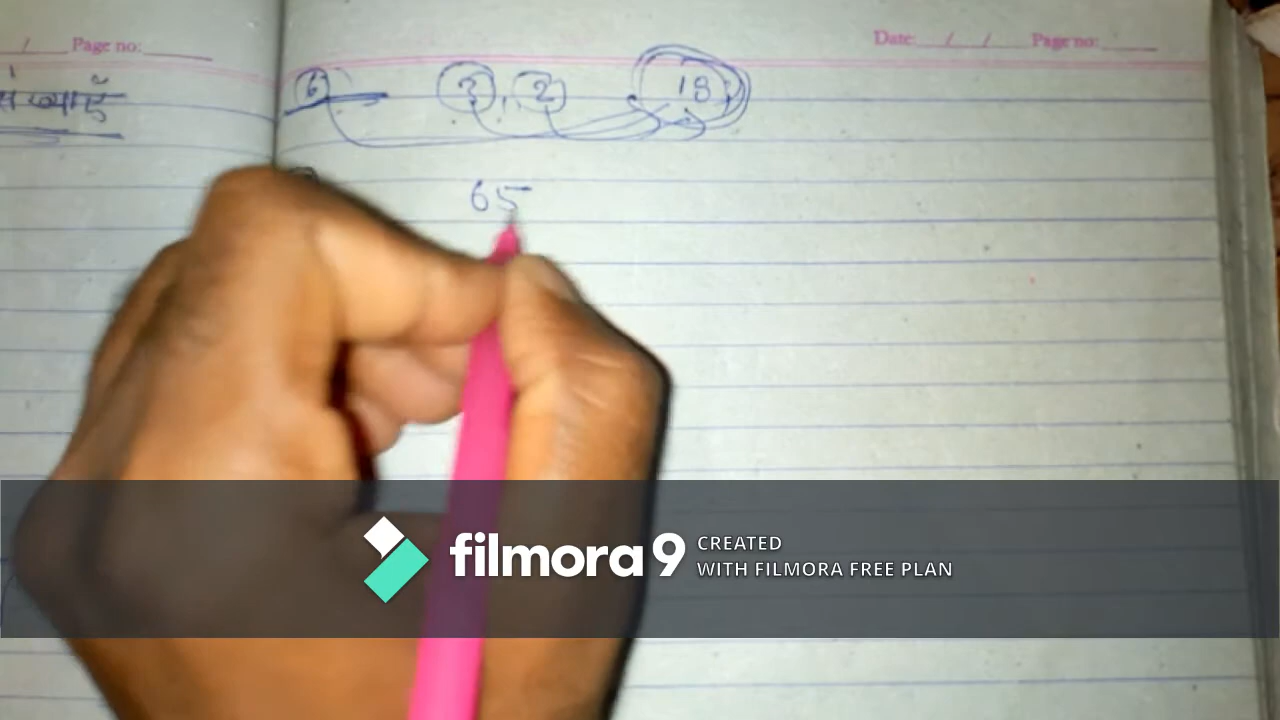 / Page no:
Date: / / Page no:
6 3, 2 18
65
filmora9 CREATED
WITH FILMORA FREE PLAN